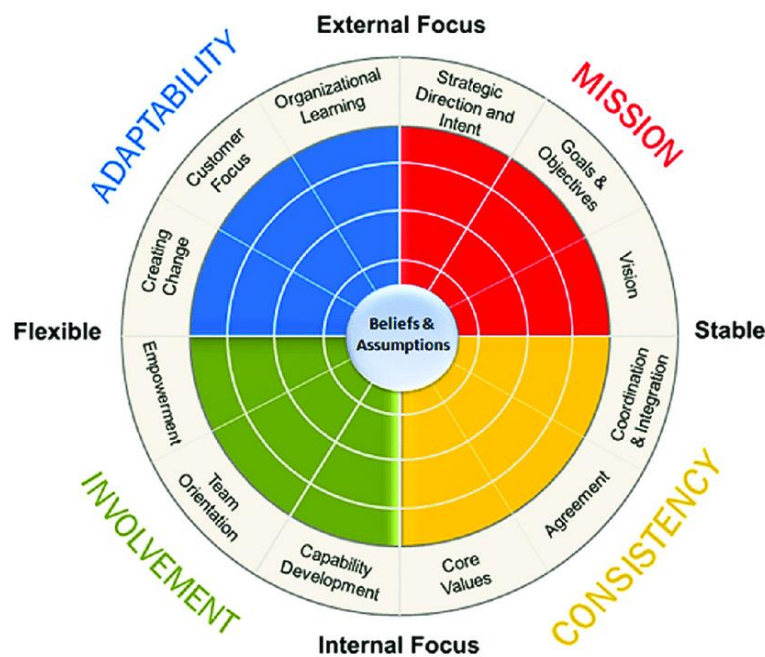 External Focus
ADAPTABILITY
MISSION
Organizational
Learning
Strategic
Direction and
Intent
Customer
Focus
Goals &
Objectives
Creating
Change
Vision
Flexible
Beliefs &
Assumptions
Stable
Empowerment
Coordination
& Integration
Team
Orientation
Agreement
Capability
Development
Core
Values
INVOLVEMENT
CONSISTENCY
Internal Focus